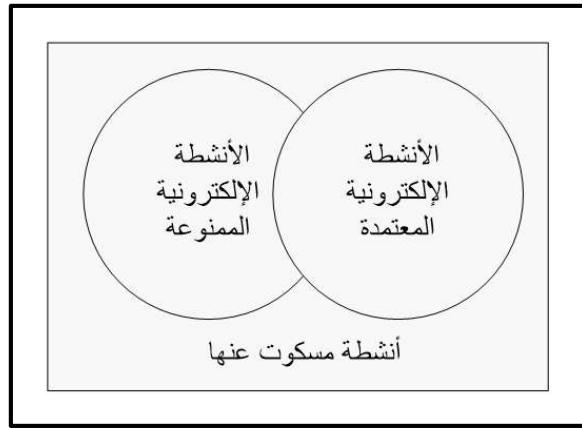 الأنشطة
الإلكترونية
المعتمدة
الأنشطة
الإلكترونية
الممنوعة
أنشطة مسكوت عنها